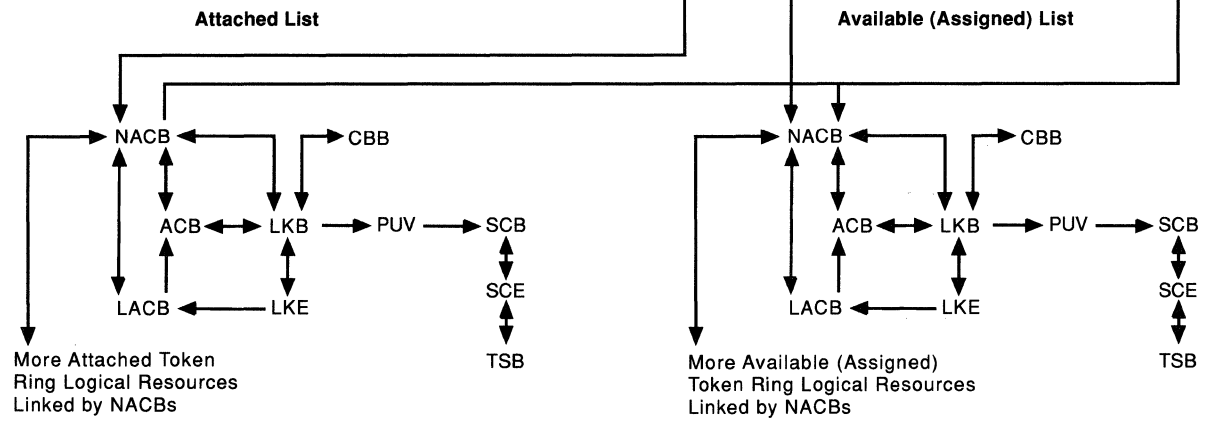 Attached List
Available (Assigned) List
NACB
CBB
NACB
CBB
ACB
LKB
PUV
SCB
ACB
LKB
PUV
SCB
SCE
SCE
LACB
LKE
LACB
LKE
TSB
TSB
More Attached Token
Ring Logical Resources
Linked by NACBs
More Available (Assigned)
Token Ring Logical Resources
Linked by NACBs